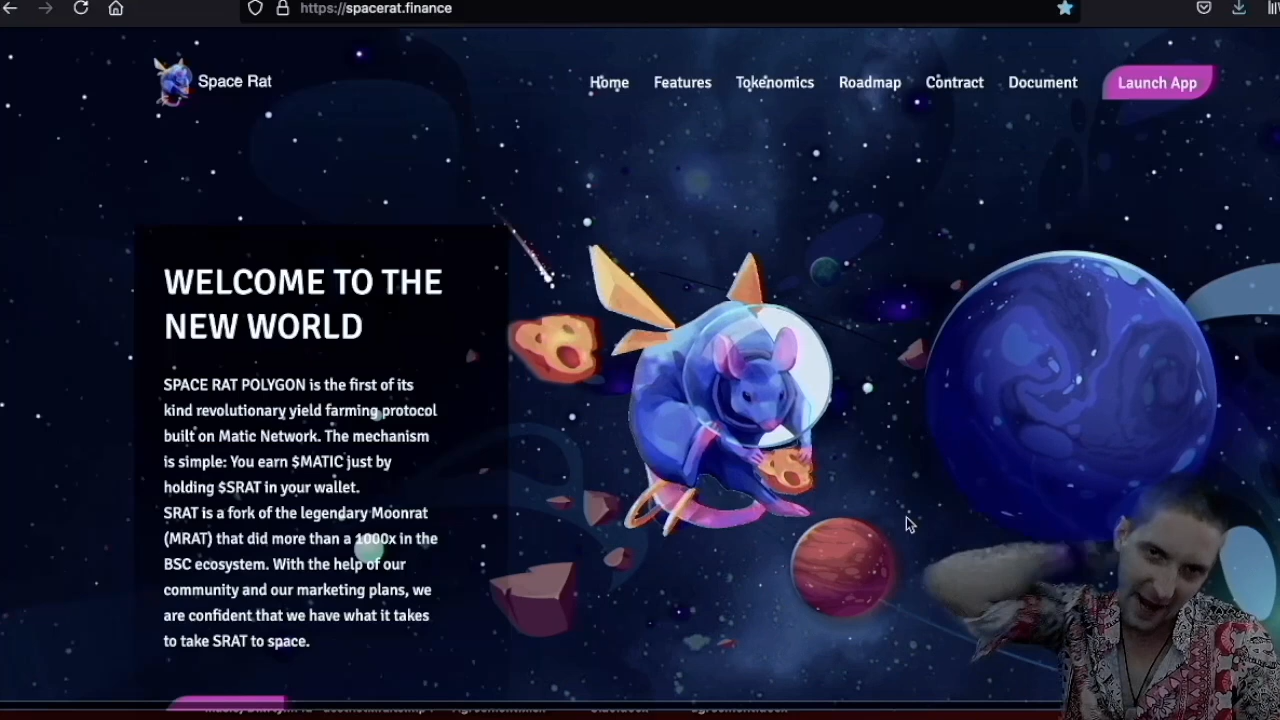 https://spacerat.finance
Space Rat
Home Features Tokenomics Roadmap Contract Document Launch App
WELCOME TO THE
NEW WORLD
SPACE RAT POLYGON is the first of its
kind revolutionary yield farming protocol
built on Matic Network. The mechanism
is simple: You earn $MATIC just by
holding $SRAT in your wallet.
SRAT is a fork of the legendary Moonrat
(MRAT) that did more than a 1000x in the
BSC ecosystem. With the help of our
community and our marketing plans, we
are confident that we have what it takes
to take SRAT to space.